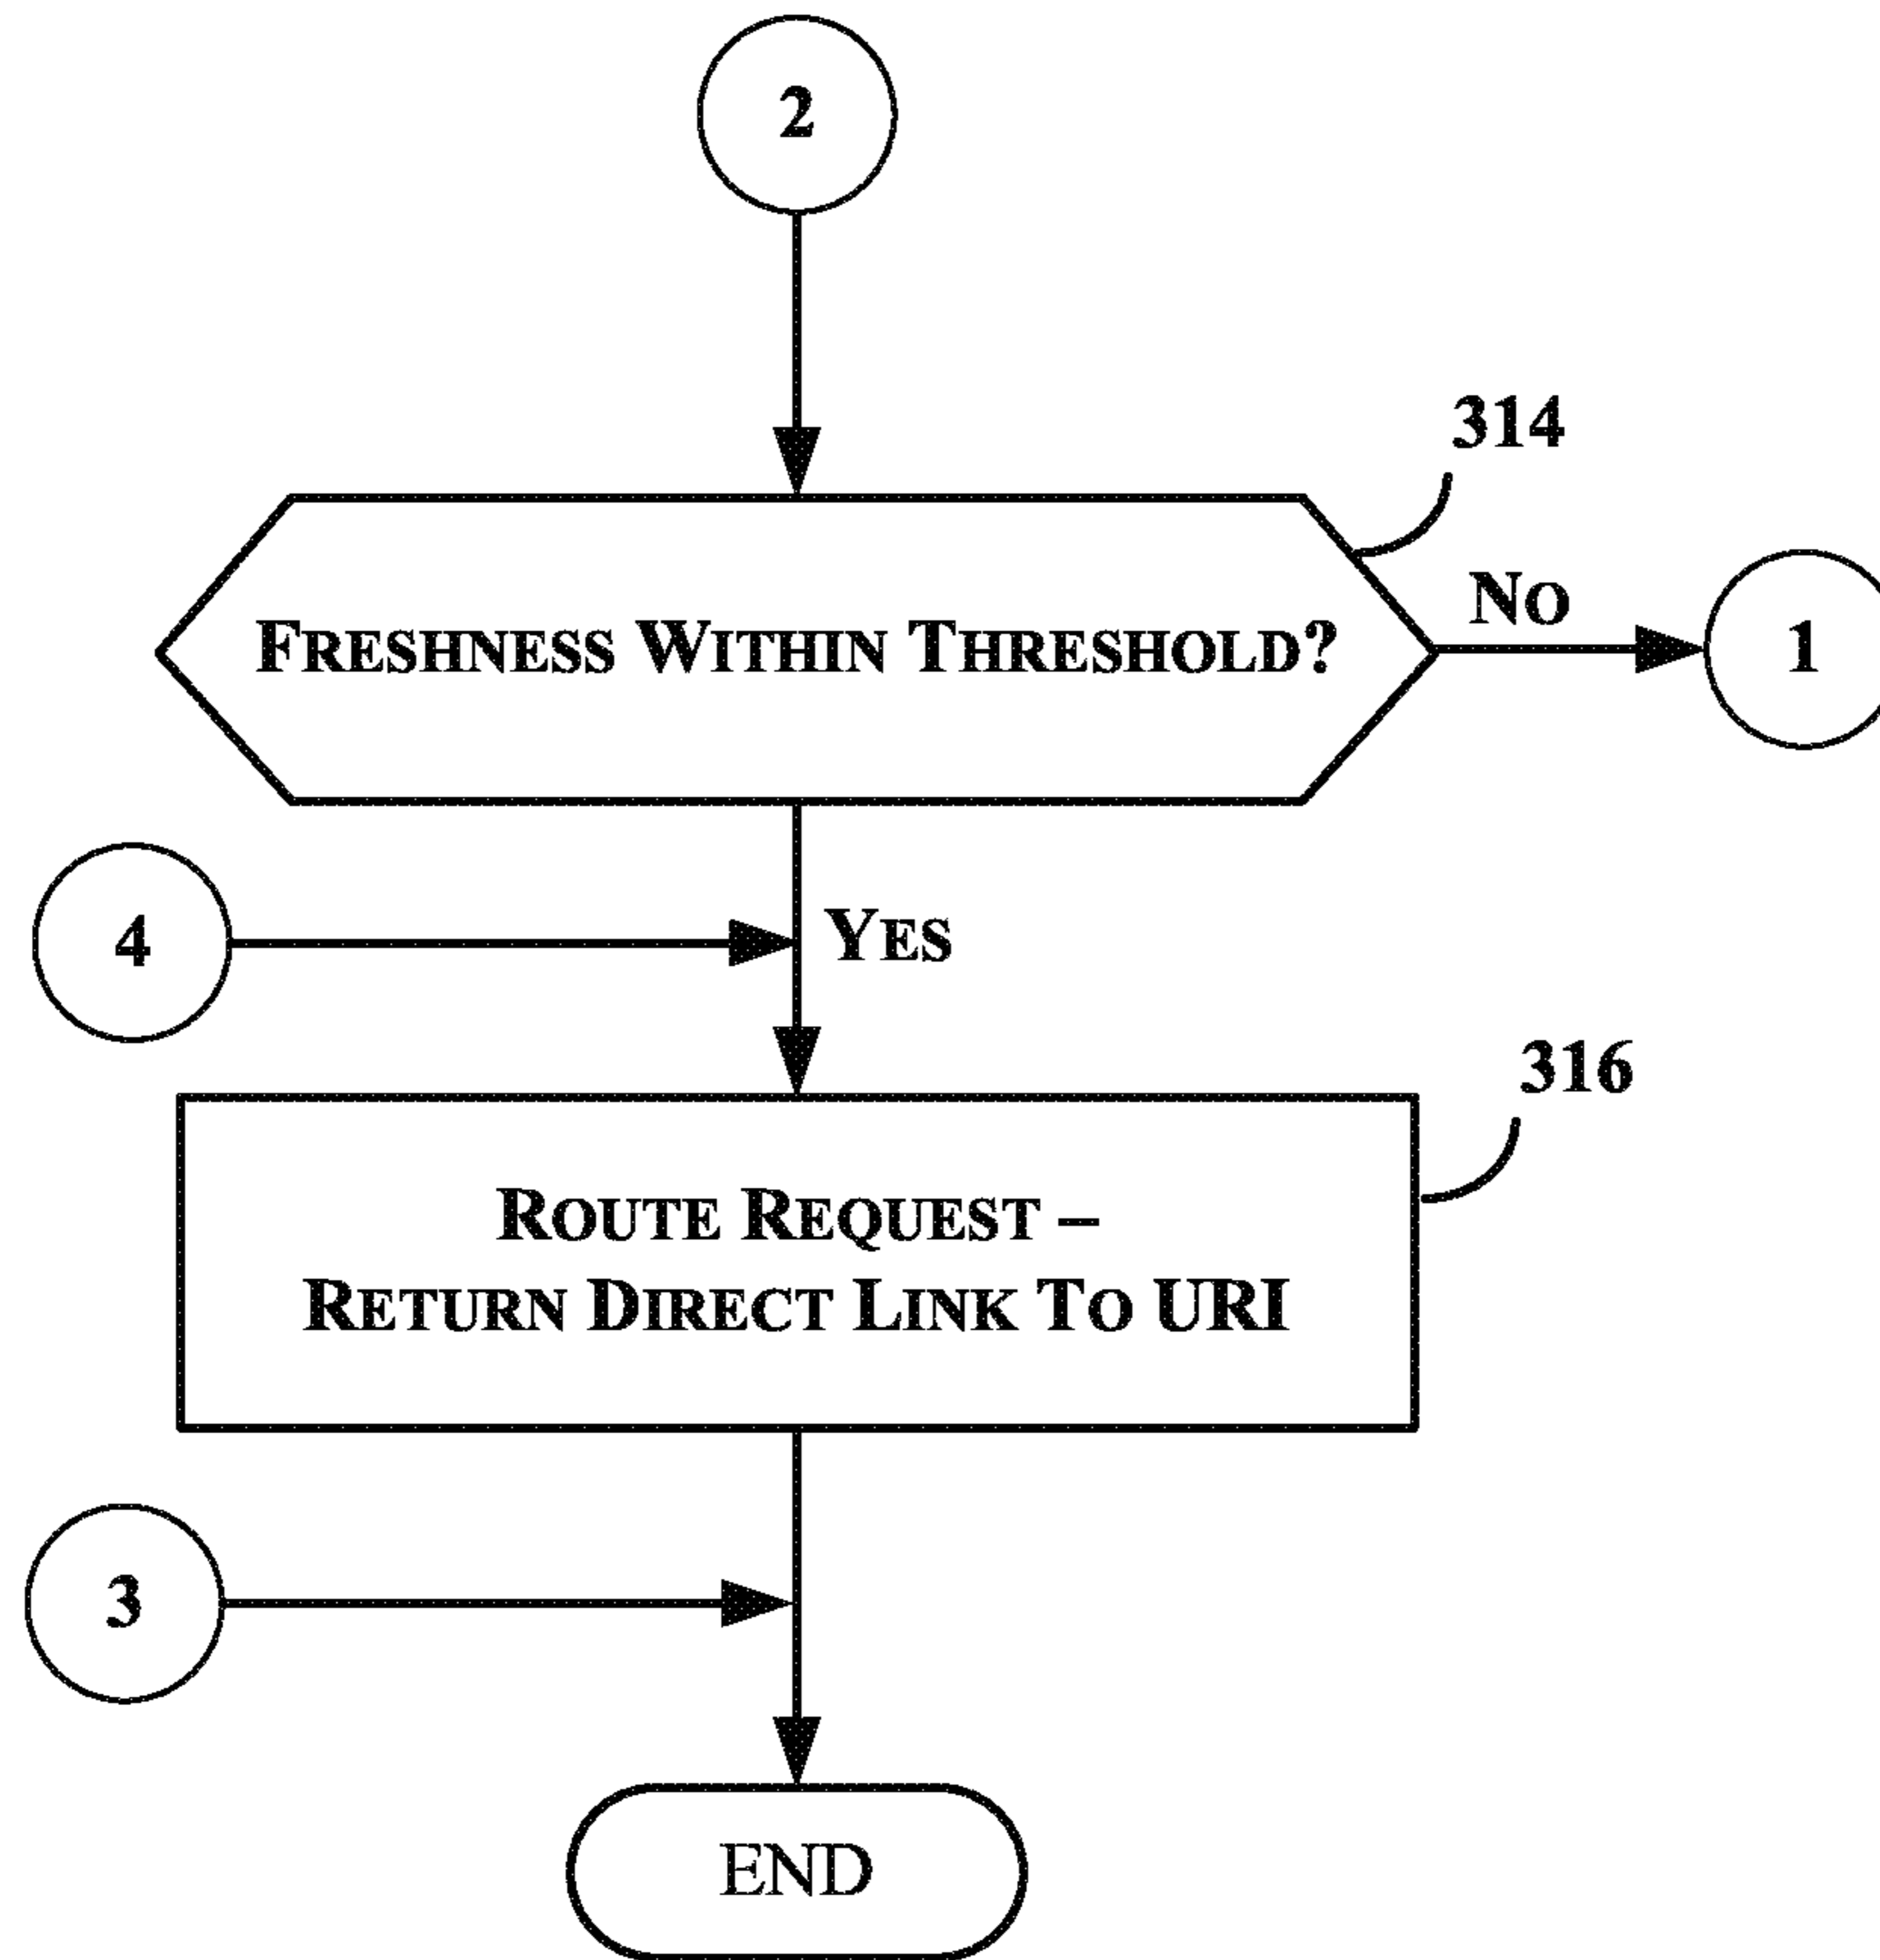 2
314
FRESHNESS WITHIN THRESHOLD?
NO
1
4
YES
316
ROUTE REQUEST –
RETURN DIRECT LINK TO URI
3
END